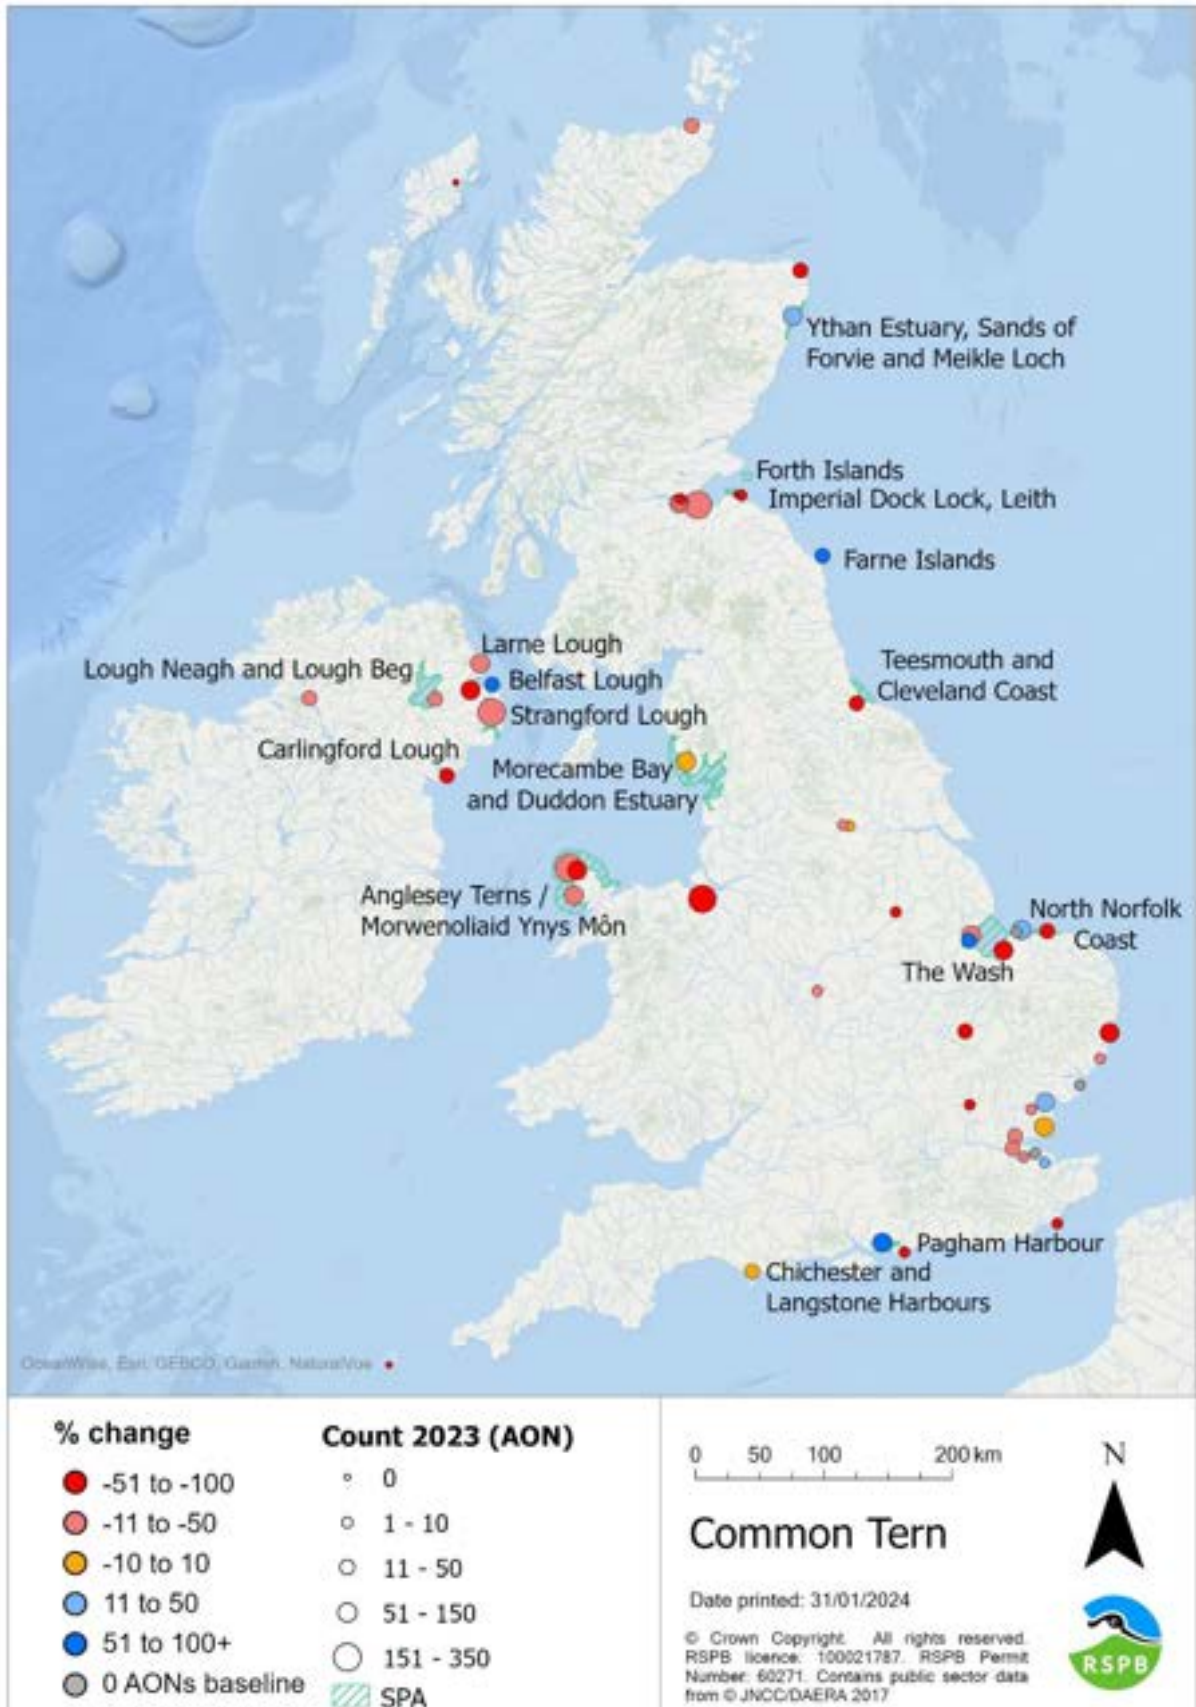 Ythan Estuary, Sands of
Forvie and Meikle Loch
Forth Islands
Imperial Dock Lock, Leith
Farne Islands
Larne Lough
Lough Neagh and Lough Beg
Belfast Lough
Teesmouth and
Cleveland Coast
Strangford Lough
Carlingford Lough
Morecambe Bay
and Duddon Estuary
Anglesey Terns /
Morwenoliaid Ynys Môn
North Norfolk
Coast
The Wash
Pagham Harbour
Chichester and
Langstone Harbours
OceanWise, Esri, GEBCO, Garmin, NaturalVue
% change
-51 to -100
-11 to -50
-10 to 10
11 to 50
51 to 100+
0 AONs baseline
Count 2023 (AON)
0
1 - 10
11 - 50
51 - 150
151 - 350
SPA
0 50 100 200 km
N
Common Tern
Date printed: 31/01/2024
© Crown Copyright. All rights reserved.
RSPB licence: 100021787. RSPB Permit
Number: 60271. Contains public sector data
from © JNCC/DAERA 2017
RSPB